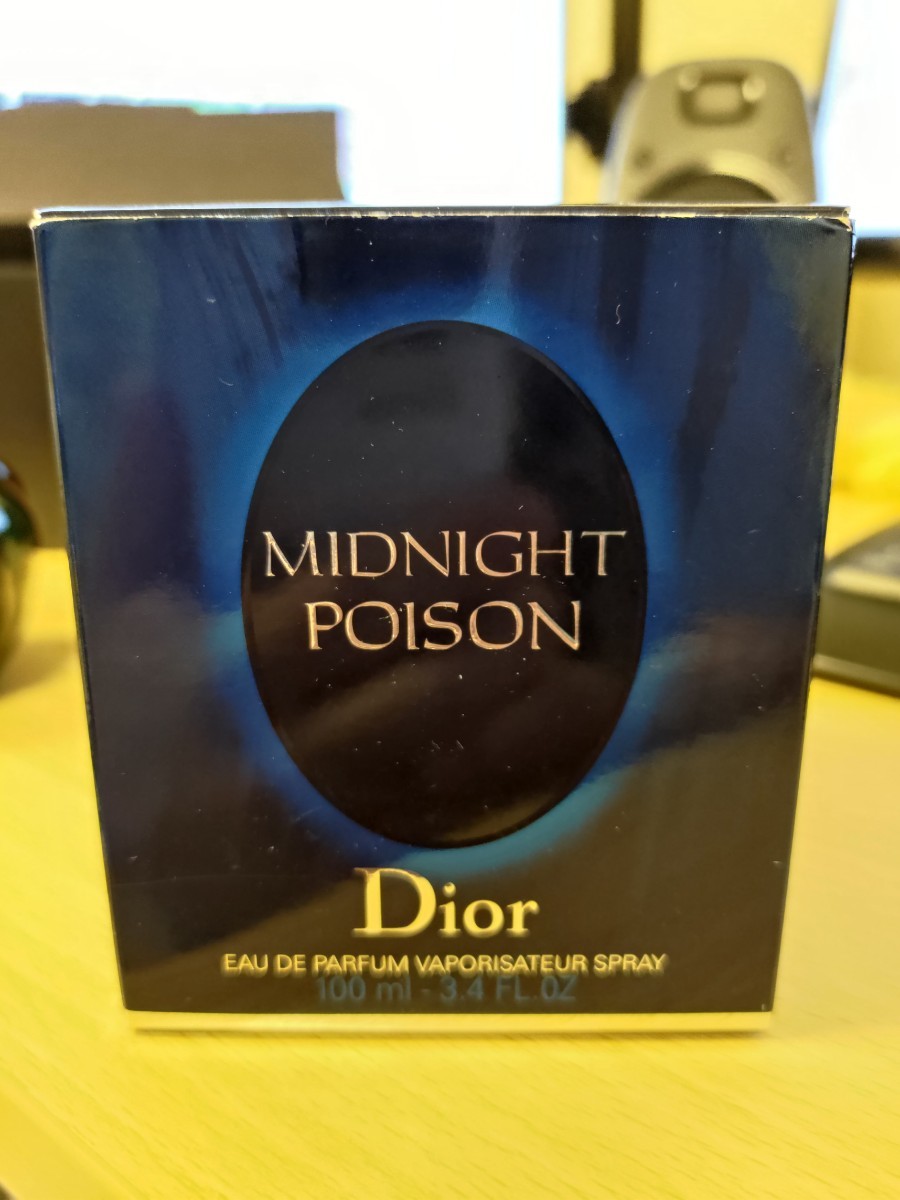 MIDNIGHT
POISON
Dior
EAU DE PARFUM VAPORISATEUR SPRAY
100 ml - 3.4 FL.OZ